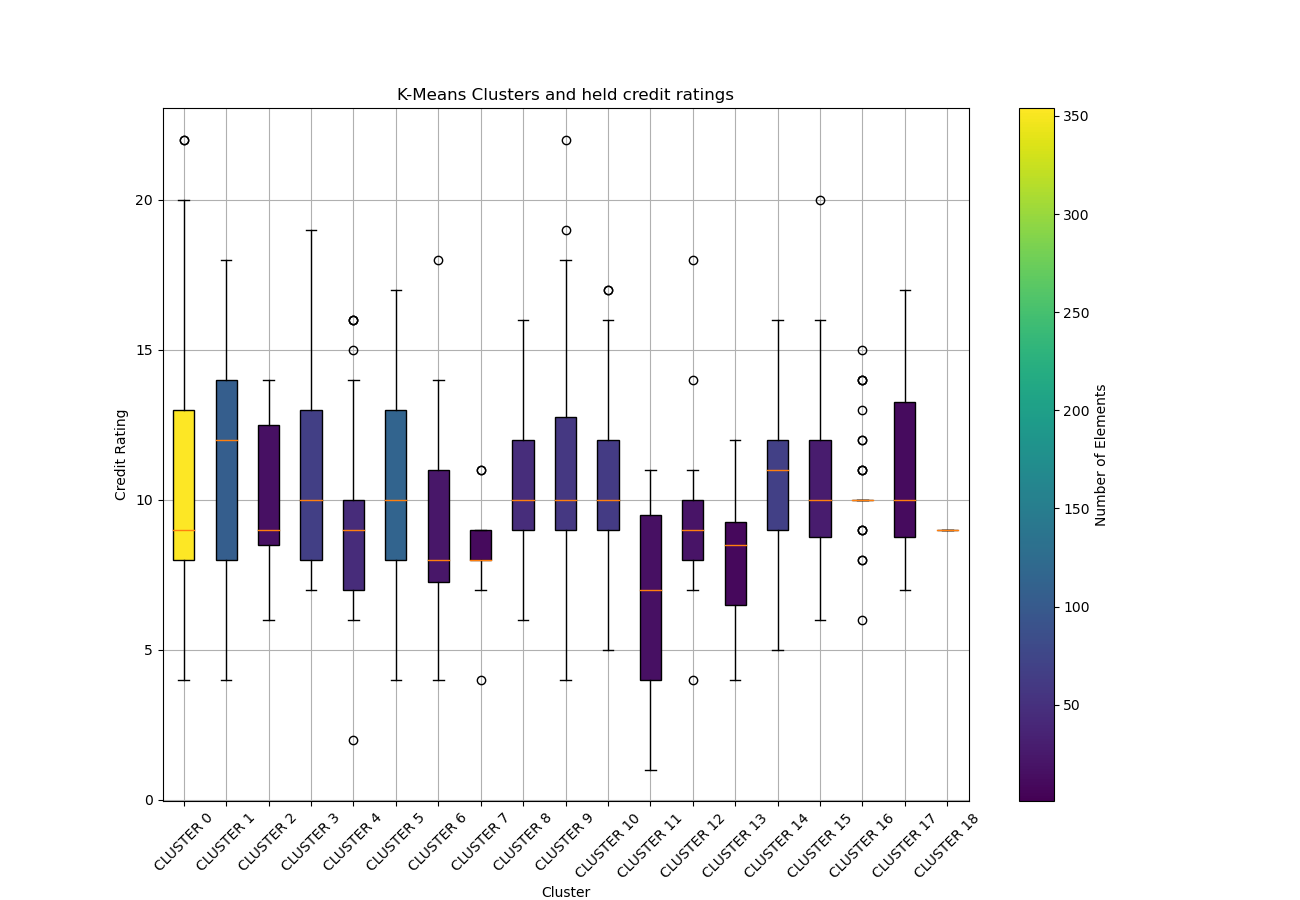 K-Means Clusters and held credit ratings
Credit Rating
20
15
10
5
0
CLUSTER 0
CLUSTER 1
CLUSTER 2
CLUSTER 3
CLUSTER 4
CLUSTER 5
CLUSTER 6
CLUSTER 7
CLUSTER 8
CLUSTER 9
CLUSTER 10
CLUSTER 11
CLUSTER 12
CLUSTER 13
CLUSTER 14
CLUSTER 15
CLUSTER 16
CLUSTER 17
CLUSTER 18
Cluster
350
300
250
200
150
100
50
Number of Elements